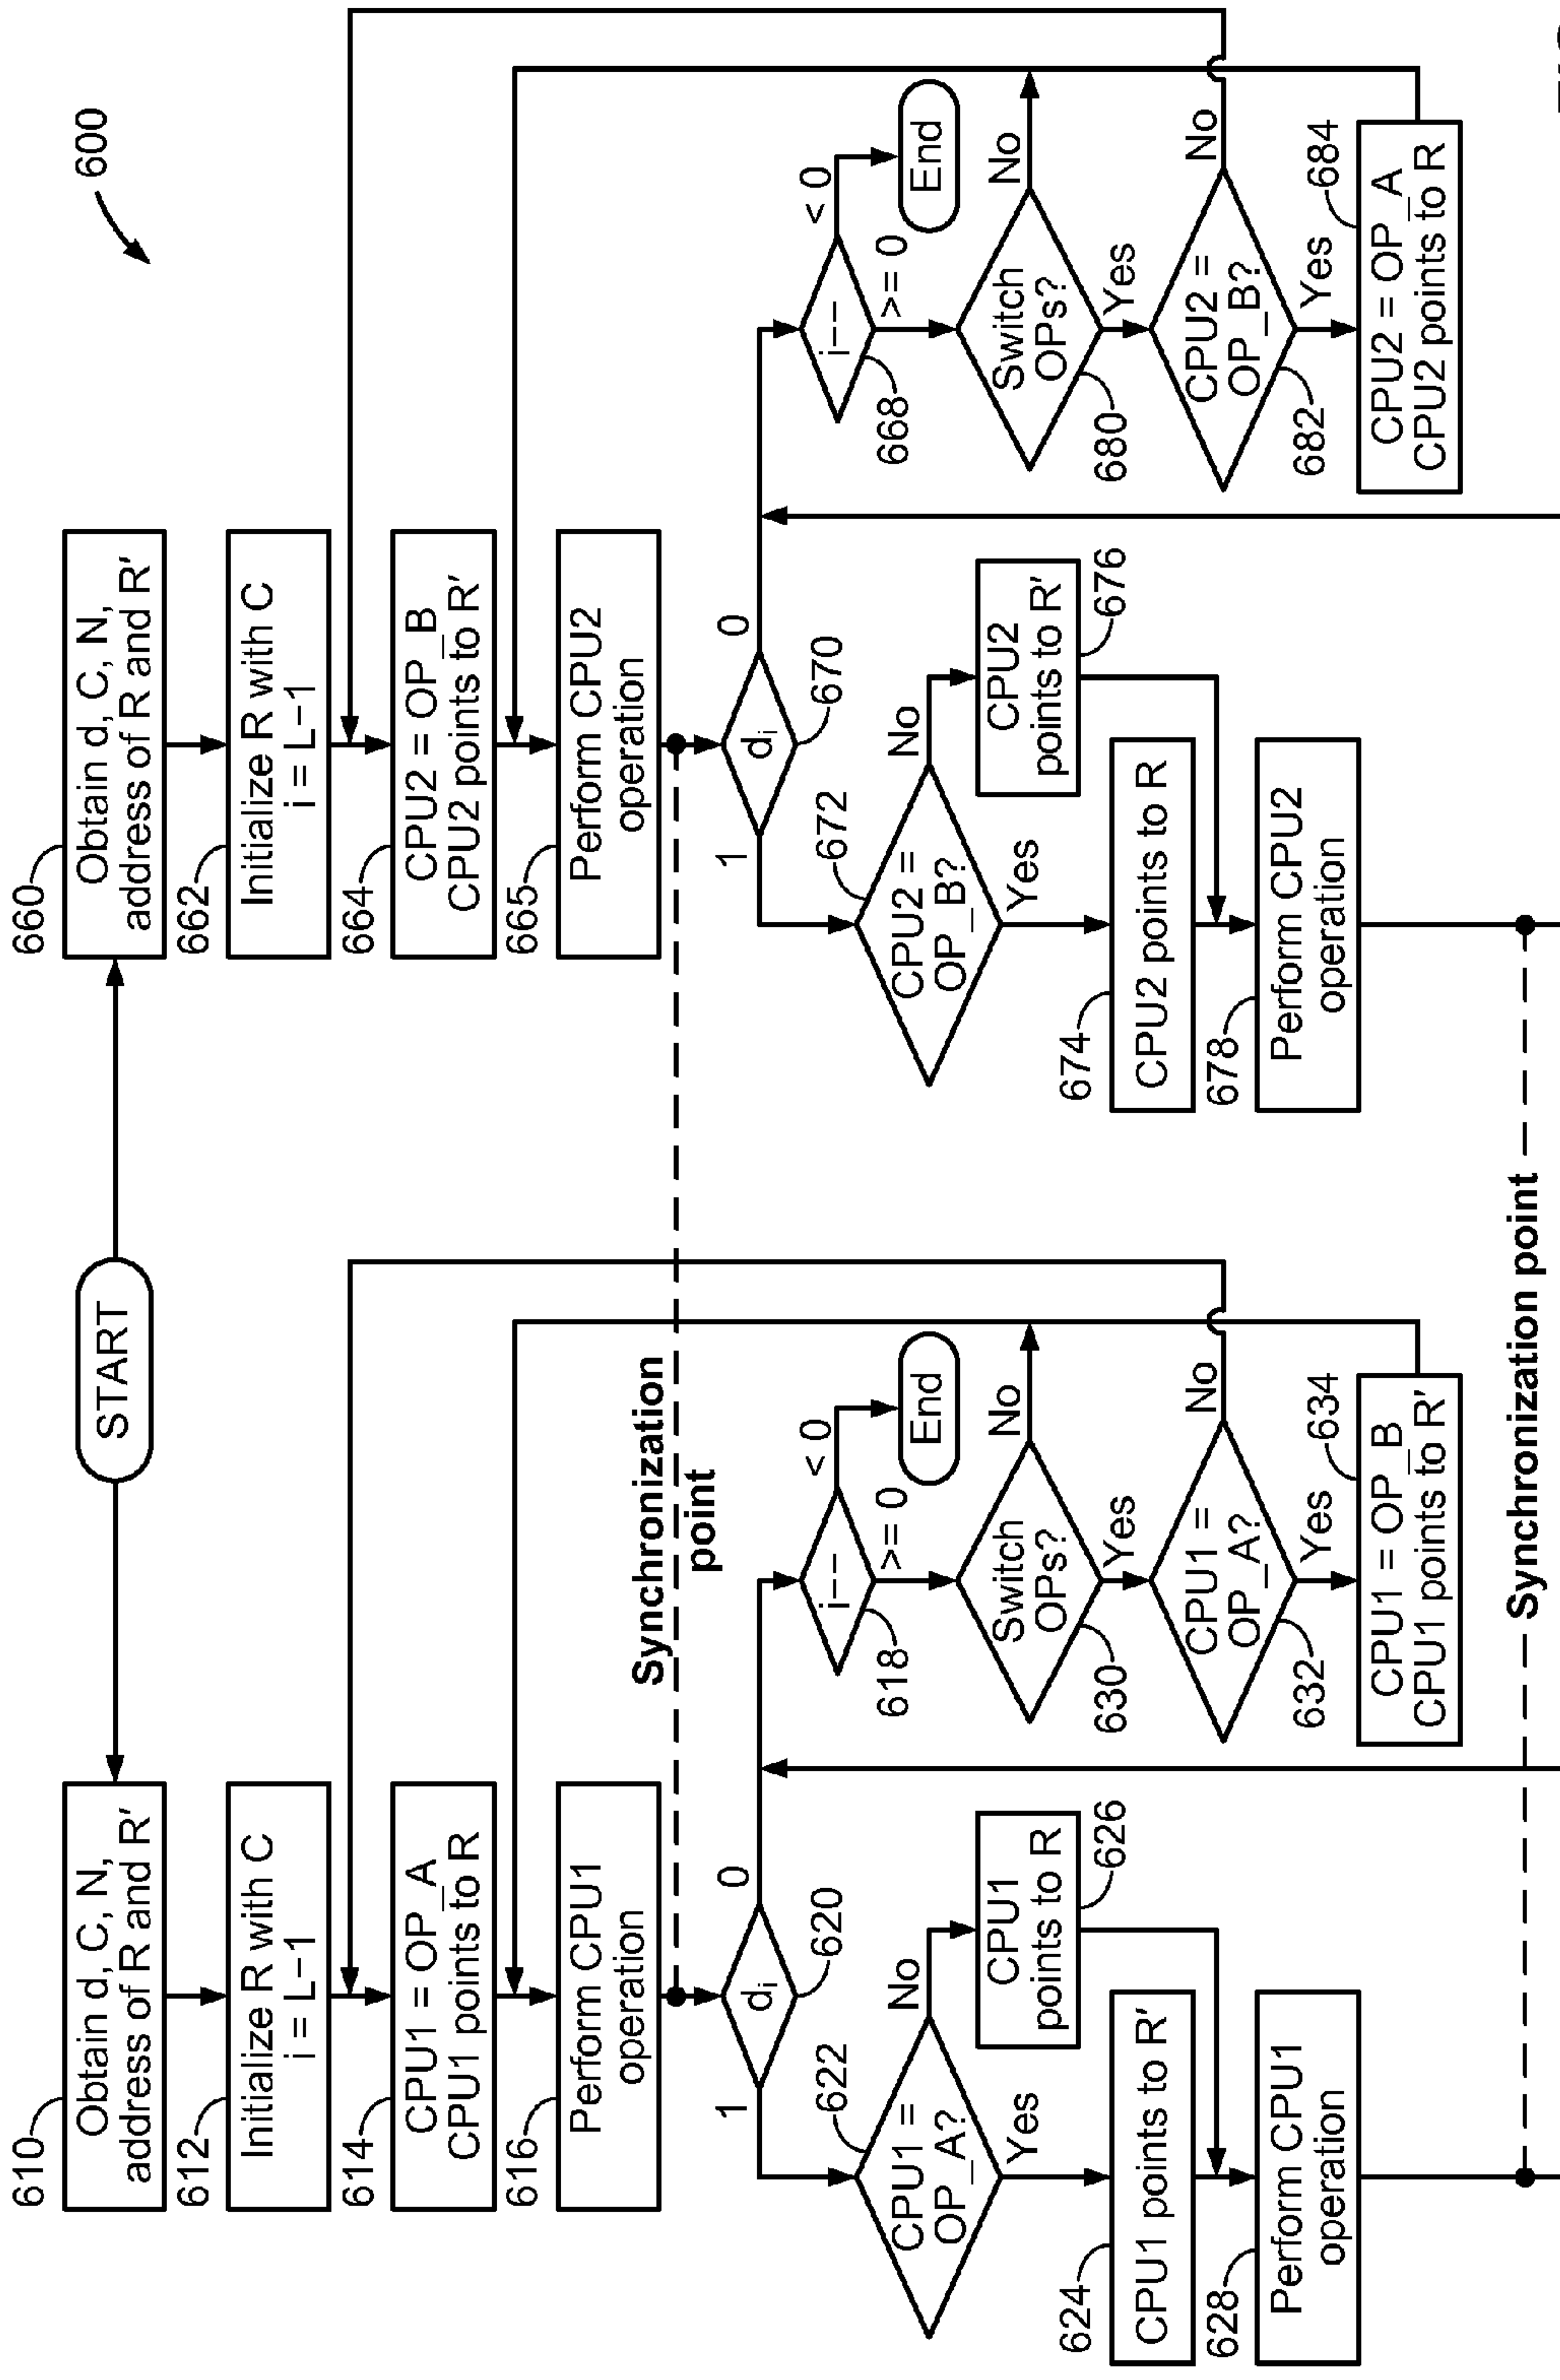 600
START
610
Obtain d, C, N,
address of R and R'
612
Initialize R with C
i = L–1
614
CPU1 = OP_A
CPU1 points to R
616
Perform CPU1
operation
Synchronization
point
620
di
1
0
622
CPU1 =
OP_A?
No
Yes
624
CPU1 points to R'
CPU1
points to R
626
628
Perform CPU1
operation
618
i--
< 0
>= 0
End
630
Switch
OPs?
No
Yes
632
CPU1 =
OP_A?
No
Yes
634
CPU1 = OP_B
CPU1 points to R'
Synchronization point
660
Obtain d, C, N,
address of R and R'
662
Initialize R with C
i = L–1
664
CPU2 = OP_B
CPU2 points to R'
665
Perform CPU2
operation
670
di
1
0
672
CPU2 =
OP_B?
No
Yes
674
CPU2 points to R
CPU2
points to R'
676
678
Perform CPU2
operation
668
i--
< 0
>= 0
End
680
Switch
OPs?
No
Yes
682
CPU2 =
OP_B?
No
Yes
684
CPU2 = OP_A
CPU2 points to R